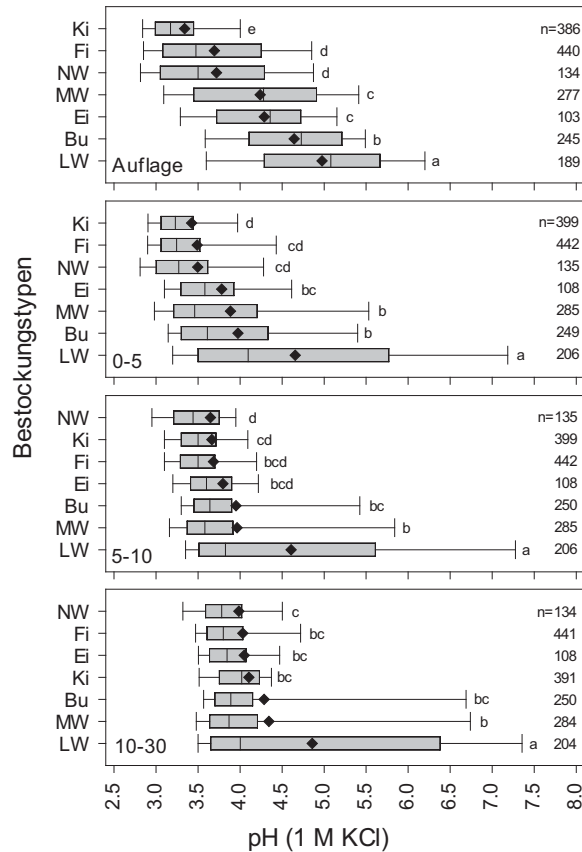 Bestockungstypen
Ki e n=386
Fi d 440
NW d 134
MW c 277
Ei c 103
Bu b 245
LW a 189
Auflage
Ki d n=399
Fi cd 442
NW cd 135
Ei bc 108
MW b 285
Bu b 249
LW a 206
0-5
NW d n=135
Ki cd 399
Fi bcd 442
Ei bcd 108
Bu bc 250
MW b 285
LW a 206
5-10
NW c n=134
Fi bc 441
Ei bc 108
Ki bc 391
Bu bc 250
MW b 284
LW a 204
10-30
2.5 3.0 3.5 4.0 4.5 5.0 5.5 6.0 6.5 7.0 7.5 8.0
pH (1 M KCl)